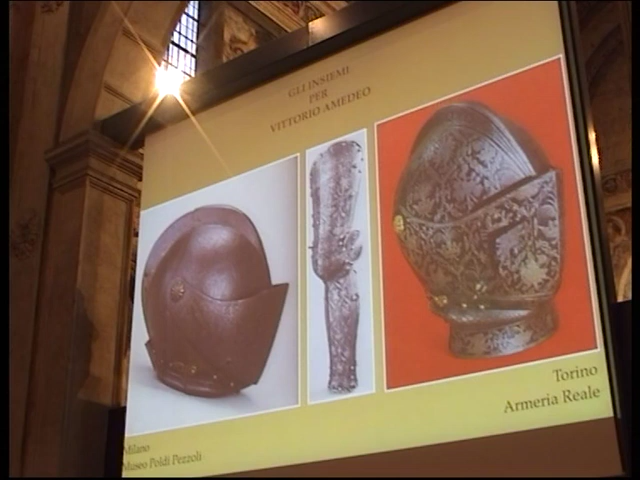 GLI INSIEMI
PER
VITTORIO AMEDEO
Torino
Armeria Reale
Milano
Museo Poldi Pezzoli